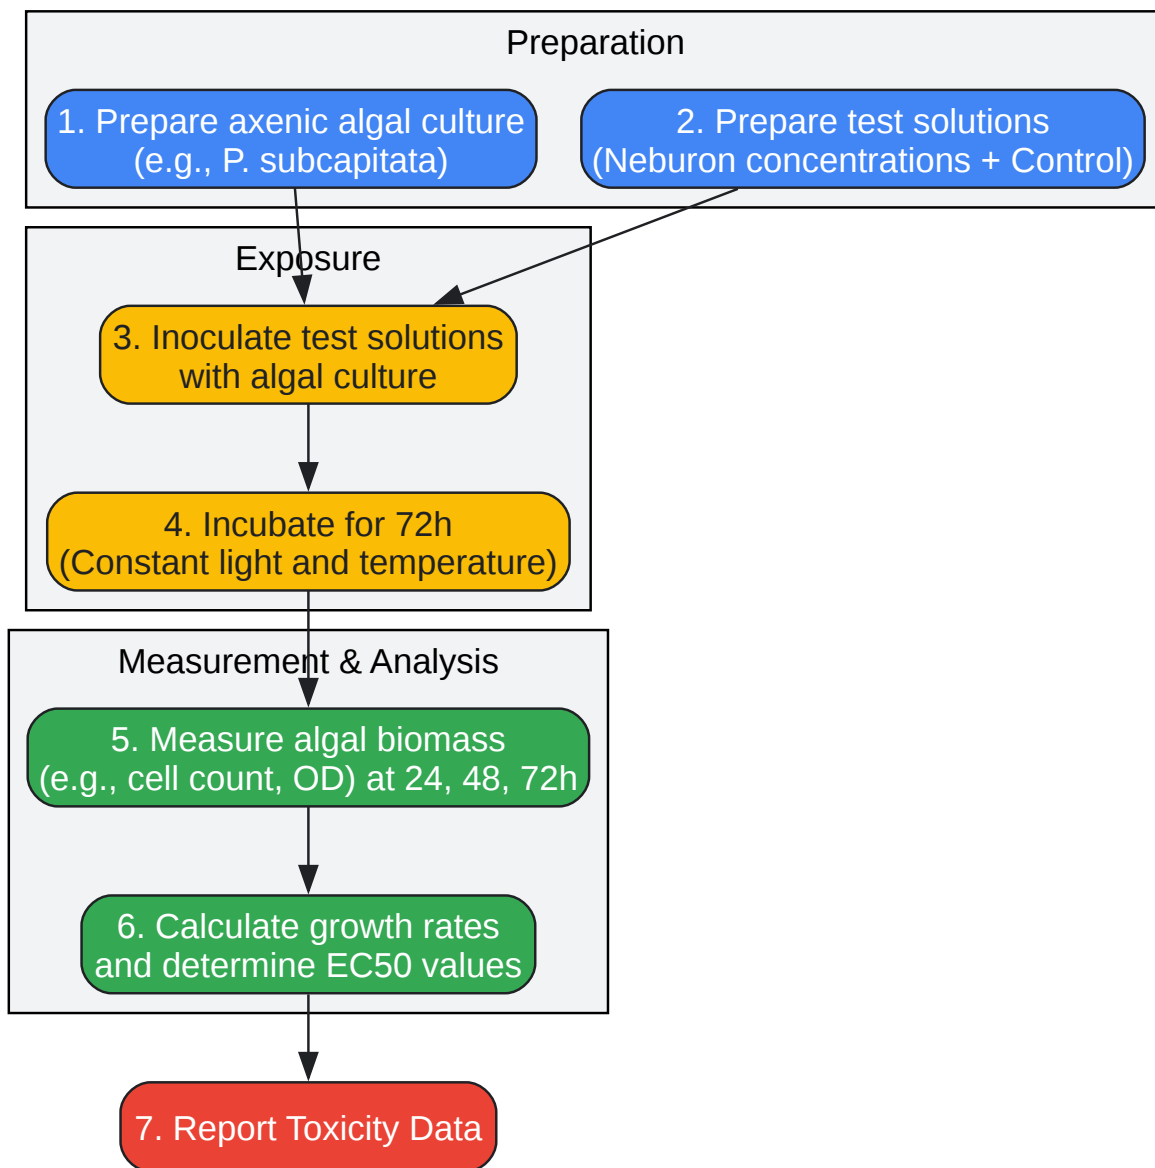 Preparation
1. Prepare axenic algal culture
(e.g., P. subcapitata)
2. Prepare test solutions
(Neburon concentrations + Control)
Exposure
3. Inoculate test solutions
with algal culture
4. Incubate for 72h
(Constant light and temperature)
Measurement & Analysis
5. Measure algal biomass
(e.g., cell count, OD) at 24, 48, 72h
6. Calculate growth rates
and determine EC50 values
7. Report Toxicity Data